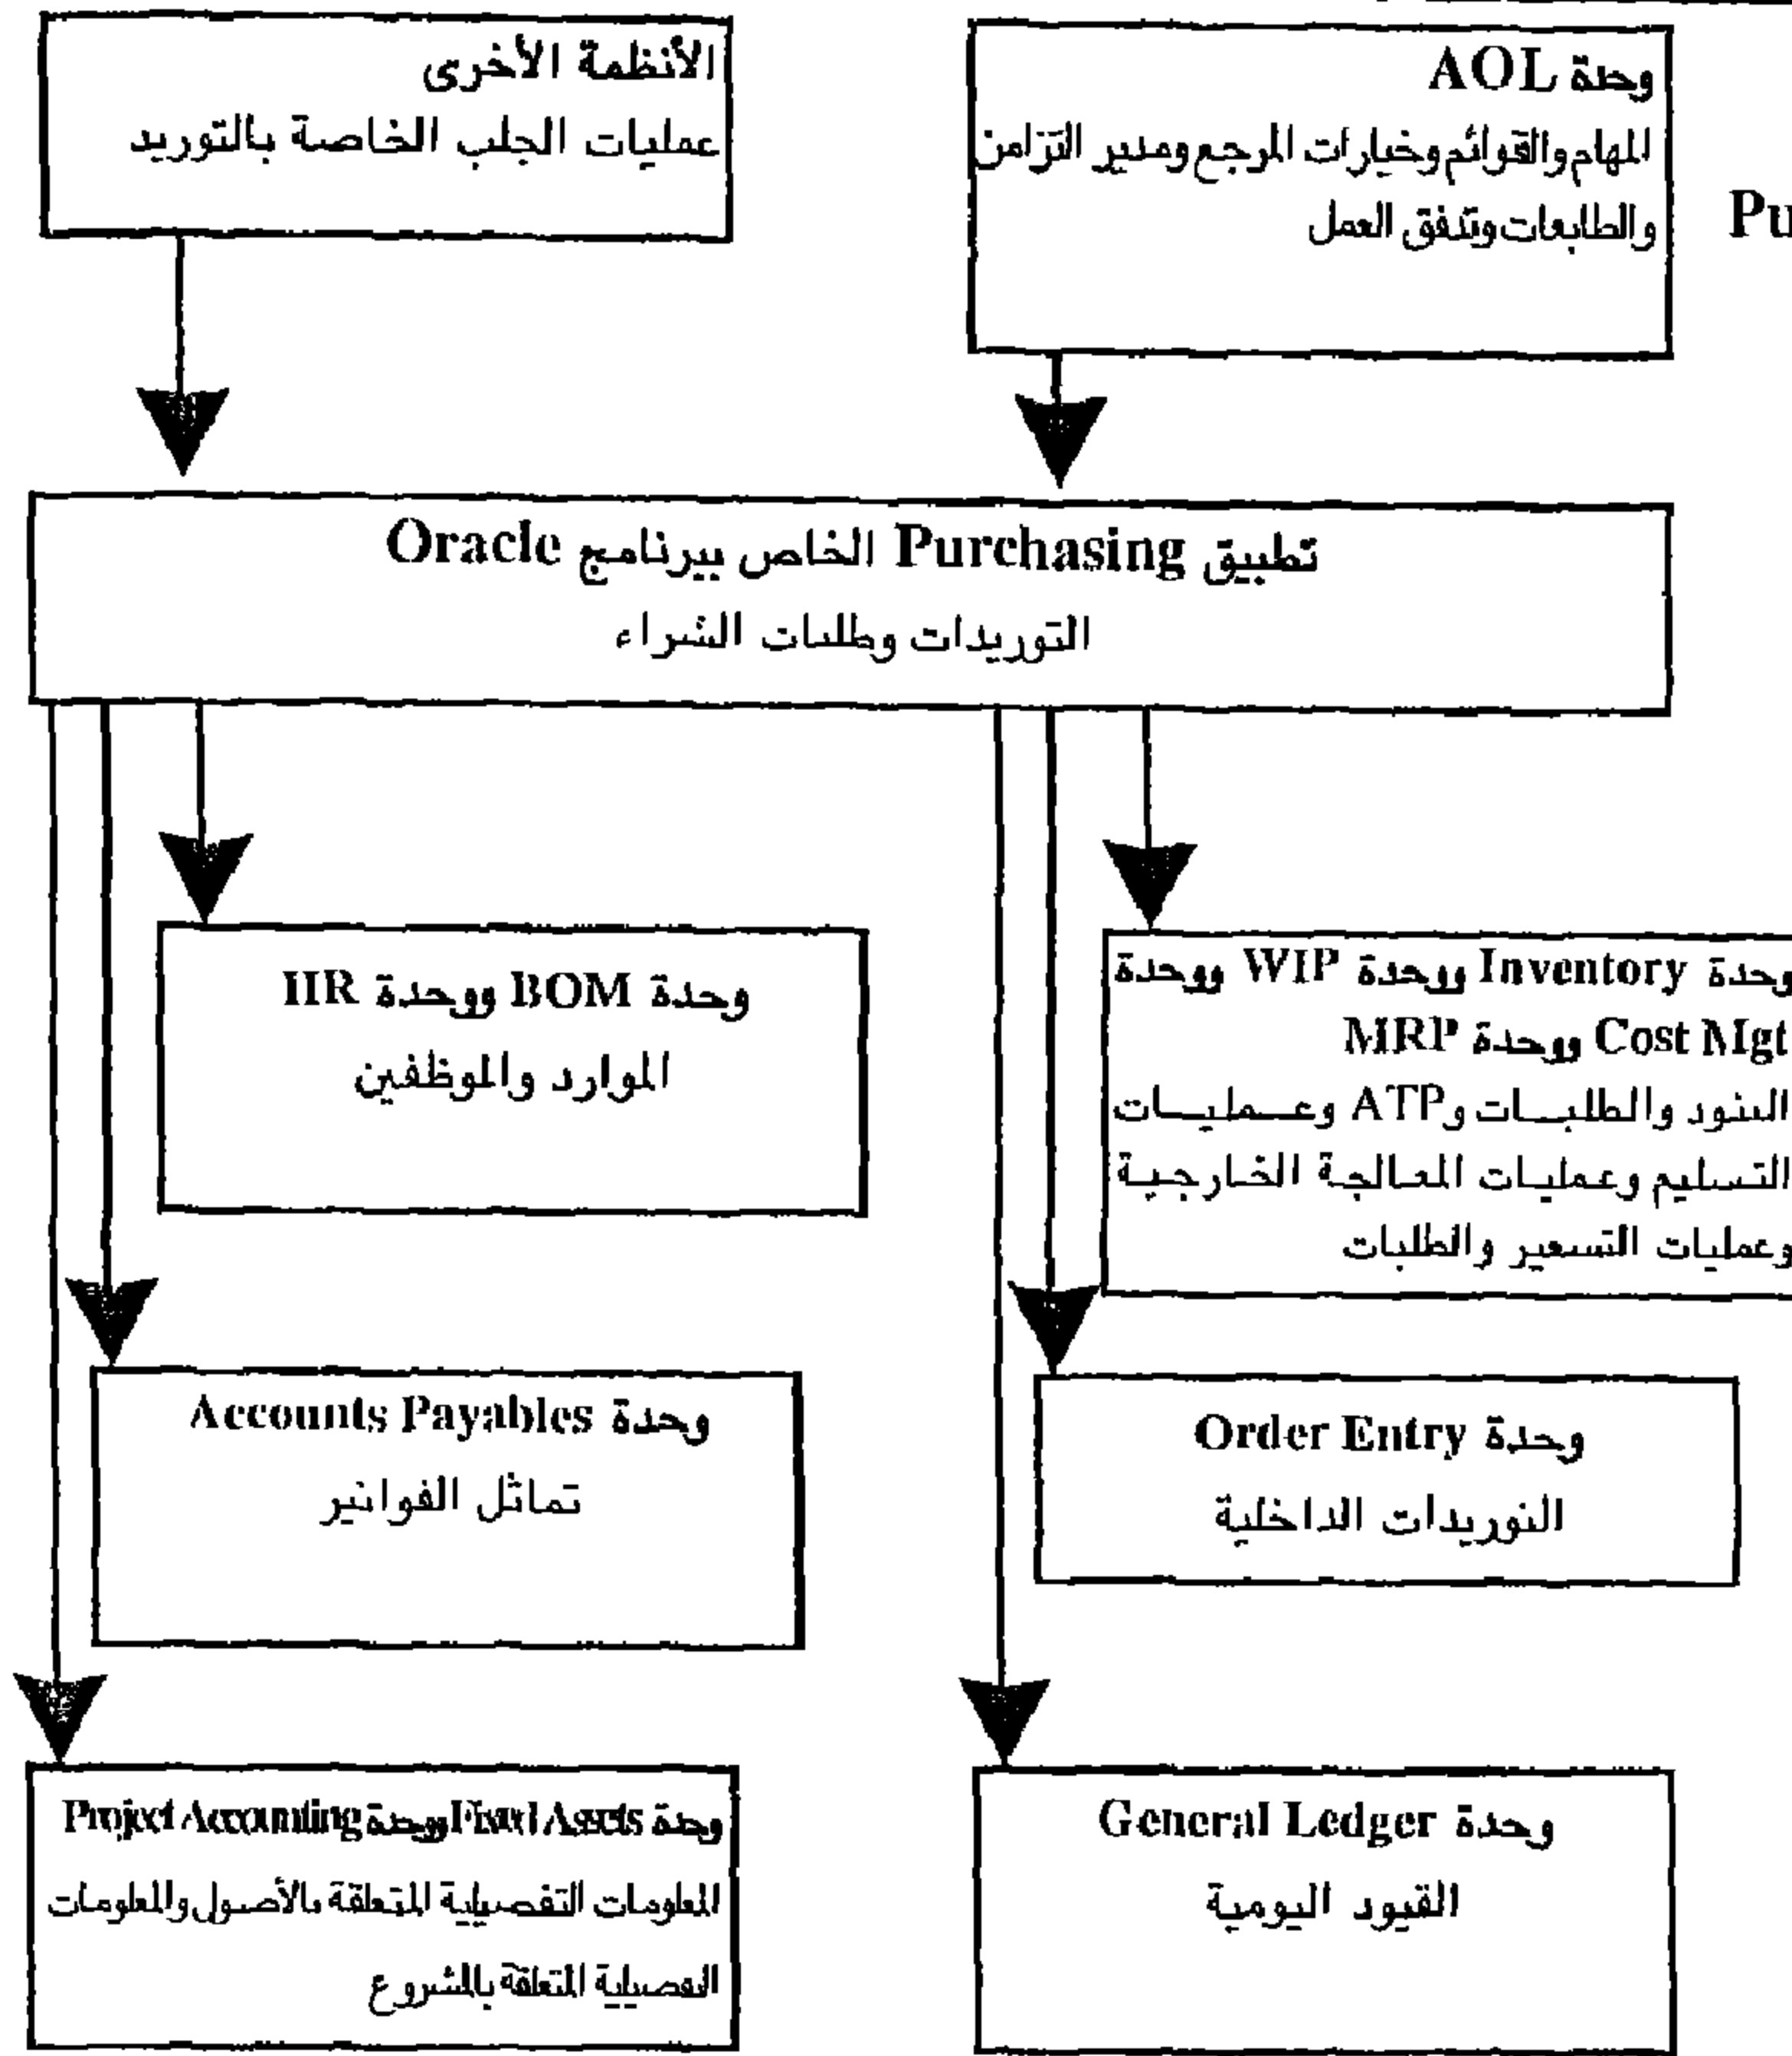 وحدة AOL
المهام والقوائم وخيارات المرجع ومدير التزامن
والطابعات وتدفق العمل
Pu
الأنظمة الأخرى
عمليات الجلب الخاصة بالتوريد
تطبيق Purchasing الخاص ببرنامج Oracle
التوريدات وطلبات الشراء
وحدة Inventory ووحدة WIP ووحدة
Cost Mgt ووحدة MRP
البنود والطلبات وATP وعمليات
التسليم وعمليات المعالجة الخارجية
وعمليات التسعير والطلبات
وحدة BOM ووحدة HR
الموارد والموظفين
وحدة Order Entry
التوريدات الداخلية
وحدة Accounts Payables
تماثل الفواتير
وحدة General Ledger
القيود اليومية
وحدة Fixed Assets ووحدة Project Accounting
المعلومات التفصيلية المتعلقة بالأصول والمعلومات
التفصيلية المتعلقة بالمشروع